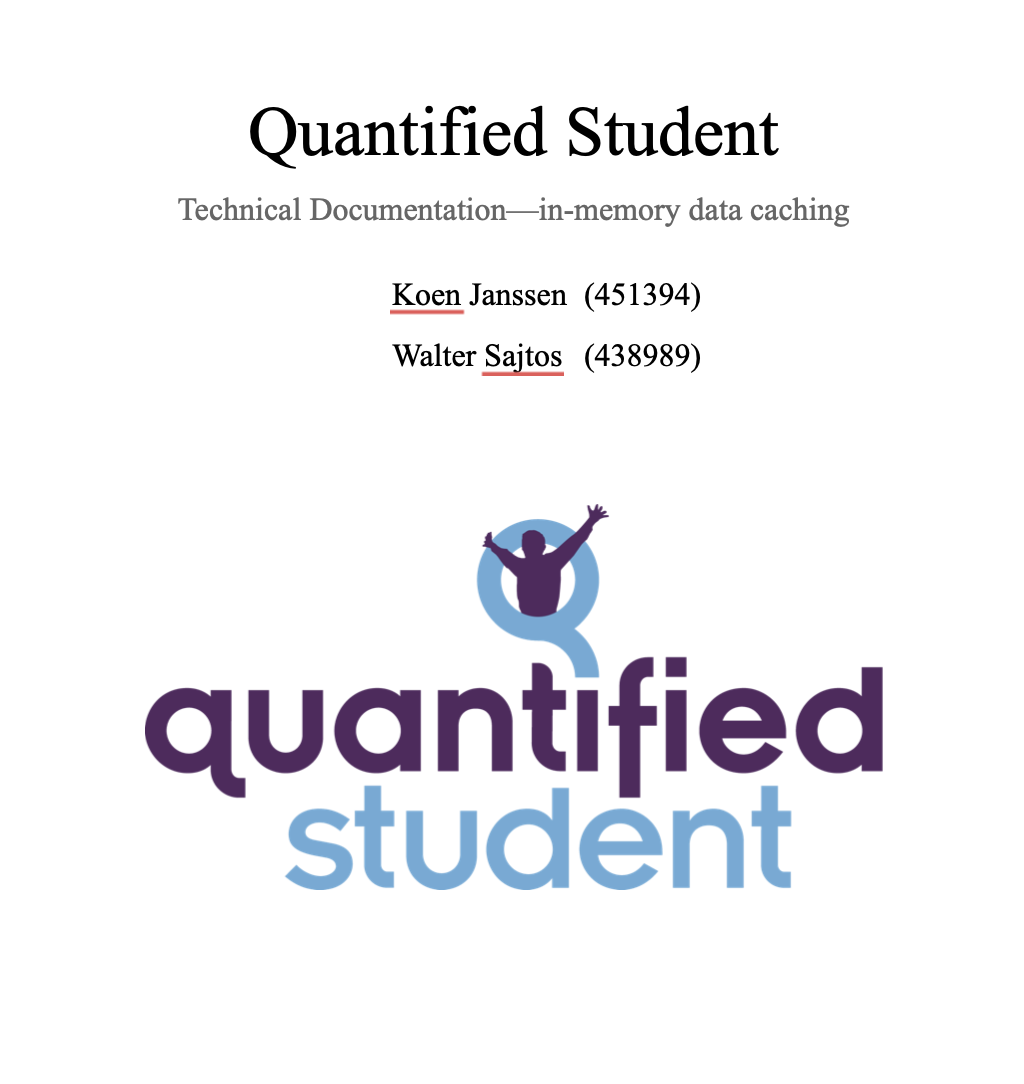 Quantified Student
Technical Documentation—in-memory data caching
Koen Janssen (451394)
Walter Sajtos (438989)
quantified
student